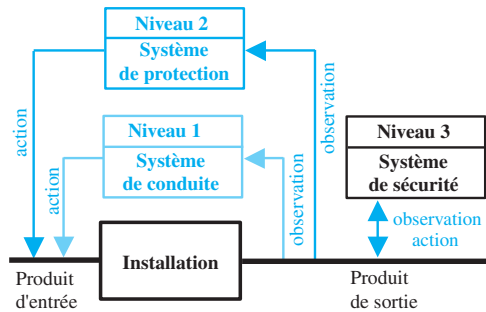 Niveau 2
Système
de protection
action
observation
Niveau 1
Système
de conduite
action
observation
Niveau 3
Système
de sécurité
observation
action
Installation
Produit
d'entrée
Produit
de sortie